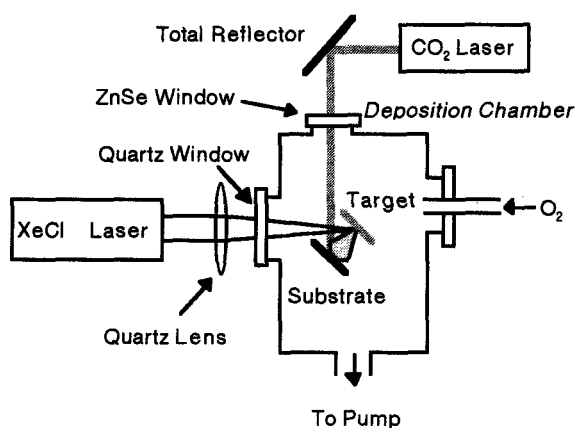 Total Reflector
CO₂ Laser
ZnSe Window
Deposition Chamber
Quartz Window
Target
O₂
XeCl Laser
Substrate
Quartz Lens
To Pump